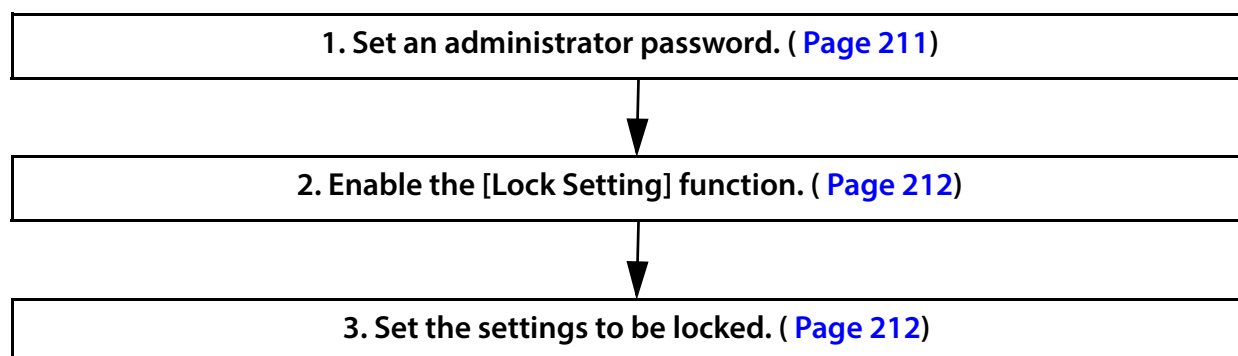 1. Set an administrator password. ( Page 211)
2. Enable the [Lock Setting] function. ( Page 212)
3. Set the settings to be locked. ( Page 212)